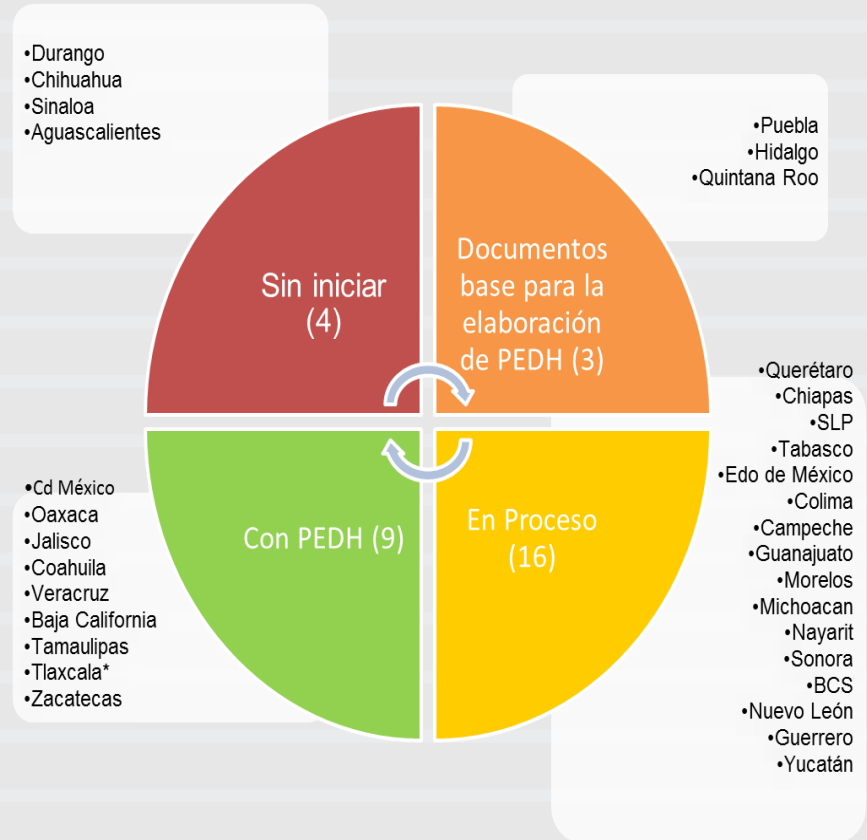 •Durango
•Chihuahua
•Sinaloa
•Aguascalientes
•Puebla
•Hidalgo
•Quintana Roo
Sin iniciar
(4)
Documentos
base para la
elaboración
de PEDH (3)
•Cd México
•Oaxaca
•Jalisco
•Coahuila
•Veracruz
•Baja California
•Tamaulipas
•Tlaxcala*
•Zacatecas
Con PEDH (9)
En Proceso
(16)
•Querétaro
•Chiapas
•SLP
•Tabasco
•Edo de México
•Colima
•Campeche
•Guanajuato
•Morelos
•Michoacan
•Nayarit
•Sonora
•BCS
•Nuevo León
•Guerrero
•Yucatán